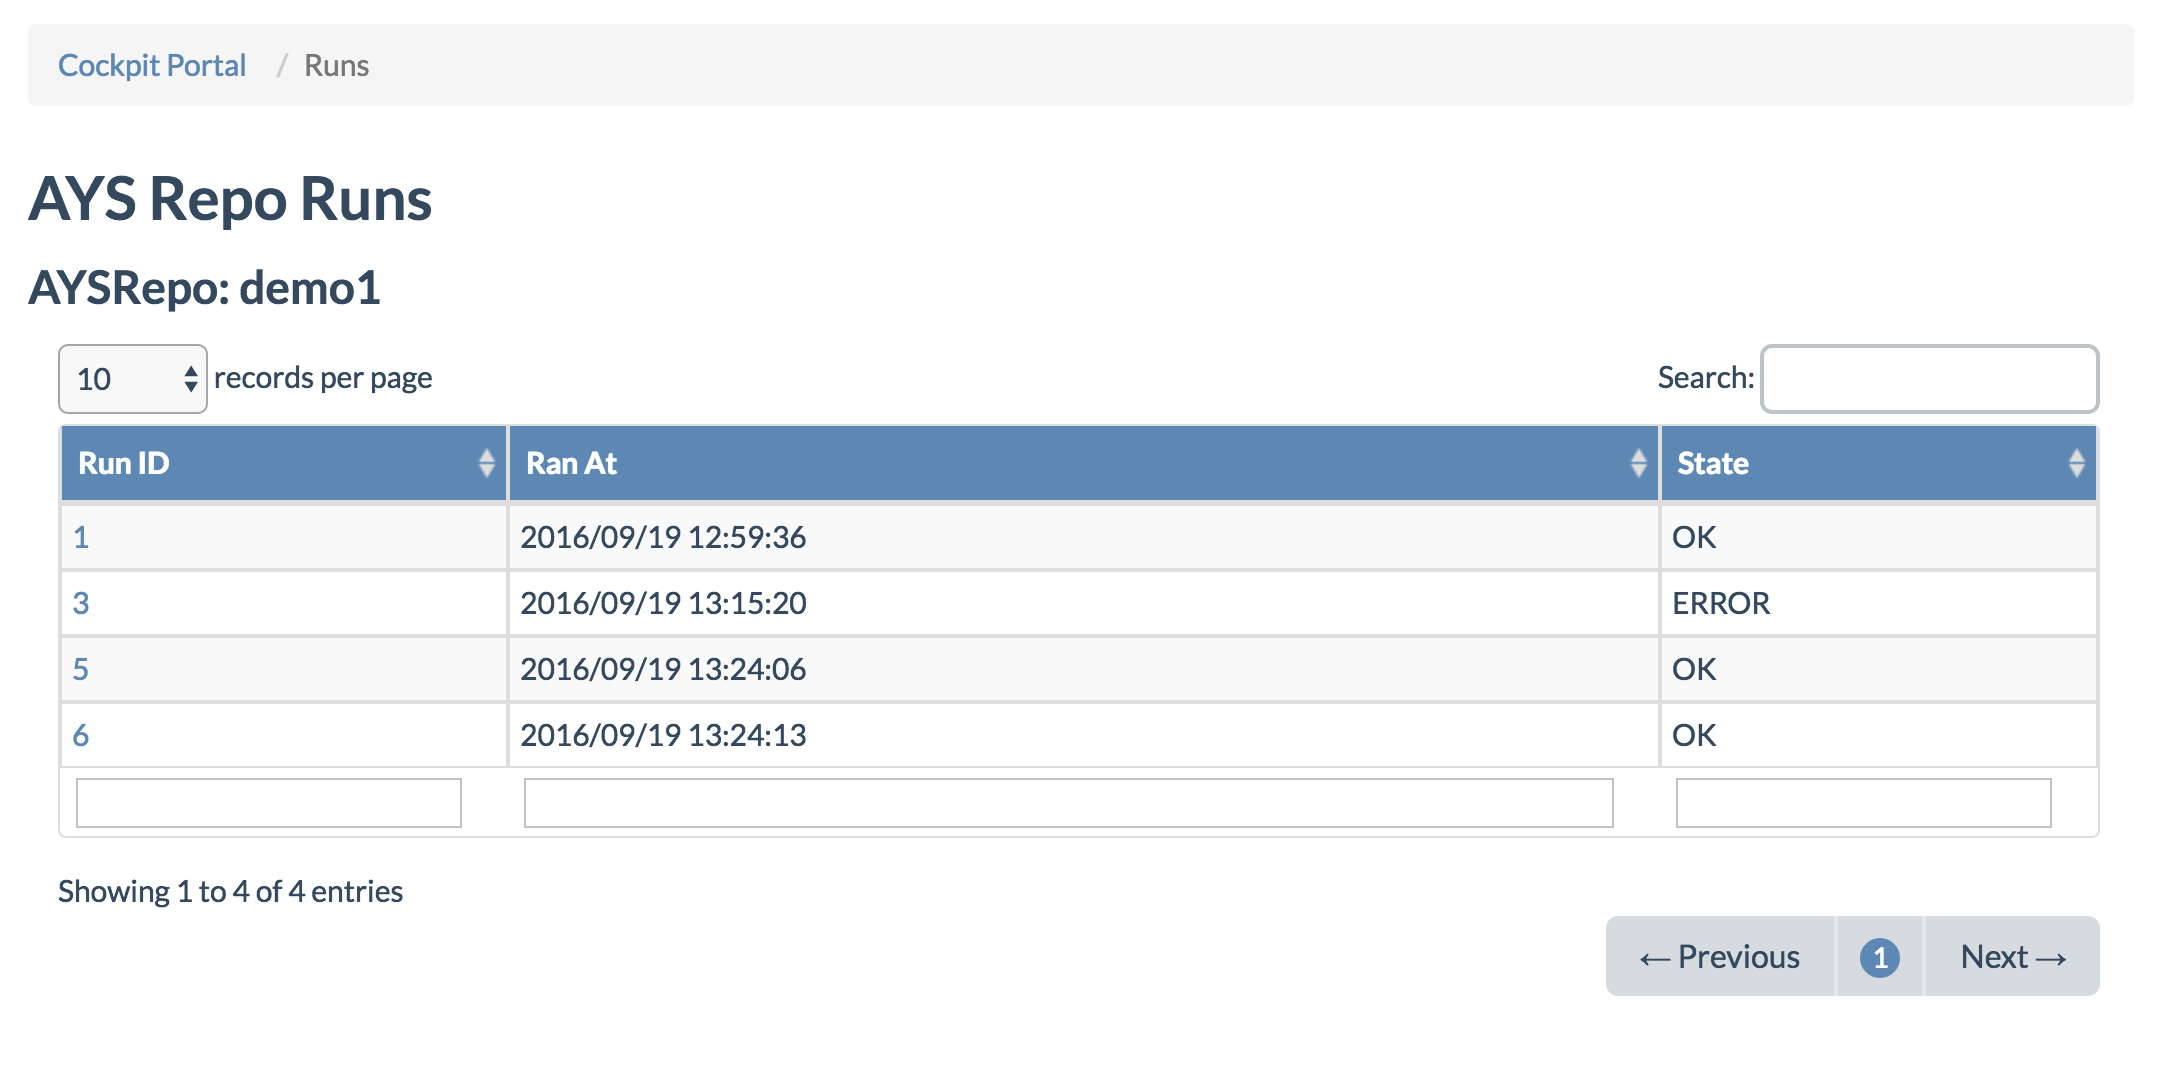 Cockpit Portal / Runs
AYS Repo Runs
AYSRepo: demo1
10 records per page Search:
Run ID Ran At State
1 2016/09/19 12:59:36 OK
3 2016/09/19 13:15:20 ERROR
5 2016/09/19 13:24:06 OK
6 2016/09/19 13:24:13 OK
Showing 1 to 4 of 4 entries
← Previous 1 Next →